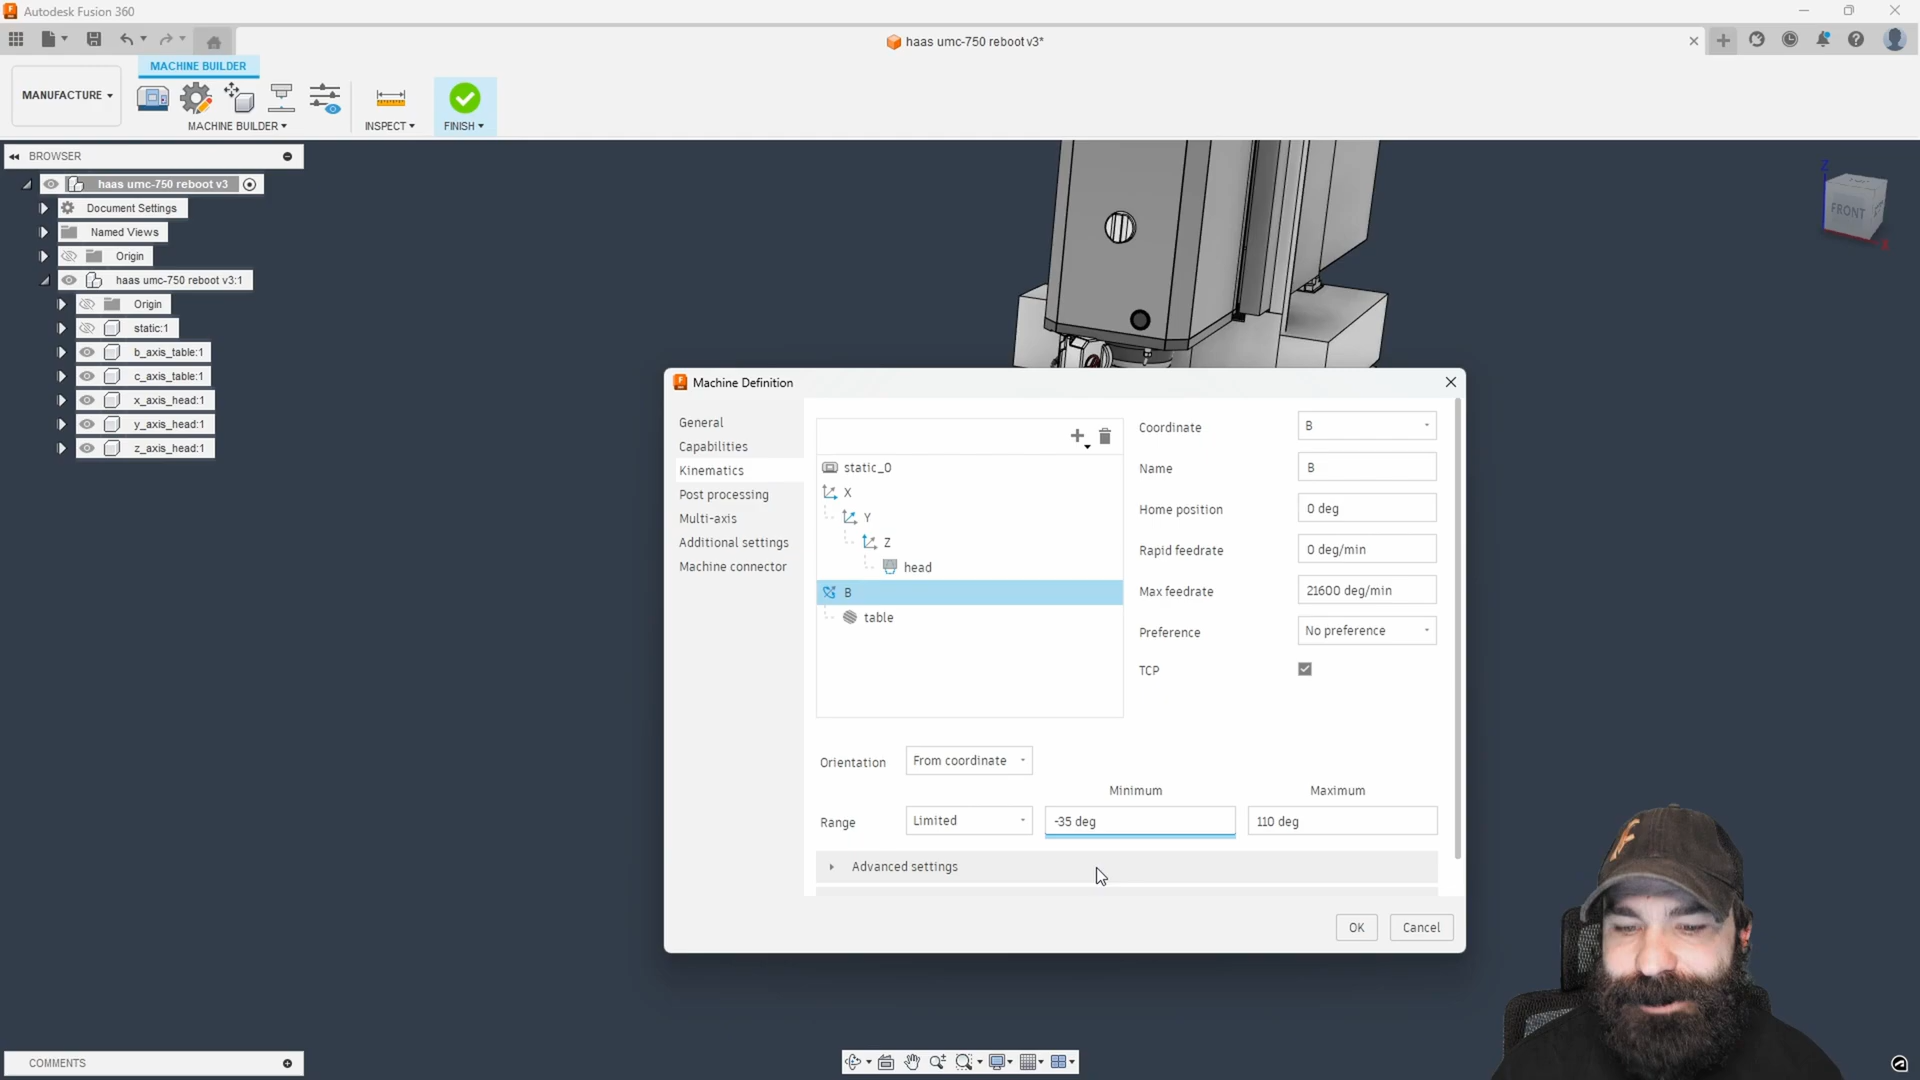 Autodesk Fusion 360
haas umc-750 reboot v3*
MACHINE BUILDER
MANUFACTURE
MACHINE BUILDER
INSPECT
FINISH
BROWSER
haas umc-750 reboot v3
Document Settings
Named Views
Origin
haas umc-750 reboot v3:1
Origin
static:1
b_axis_table:1
c_axis_table:1
x_axis_head:1
y_axis_head:1
z_axis_head:1
Z
FRONT
X
Machine Definition
General
Capabilities
Kinematics
Post processing
Multi-axis
Additional settings
Machine connector
static_0
X
Y
Z
head
B
table
Coordinate B
Name B
Home position 0 deg
Rapid feedrate 0 deg/min
Max feedrate 21600 deg/min
Preference No preference
TCP
Orientation From coordinate
Minimum Maximum
Range Limited -35 deg 110 deg
Advanced settings
OK Cancel
COMMENTS